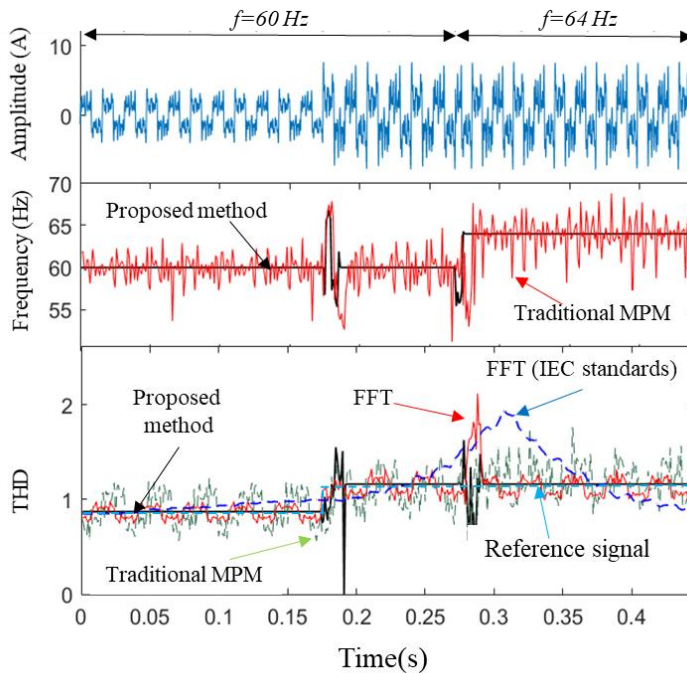 f=60 Hz
f=64 Hz
Amplitude (A)
5
0
-5
Frequency (Hz)
70
65
60
55
Proposed method
Traditional MPM
THD
2
1
0
Proposed
method
FFT
FFT (IEC standards)
Traditional MPM
Reference signal
0 0.05 0.1 0.15 0.2 0.25 0.3 0.35 0.4
Time(s)